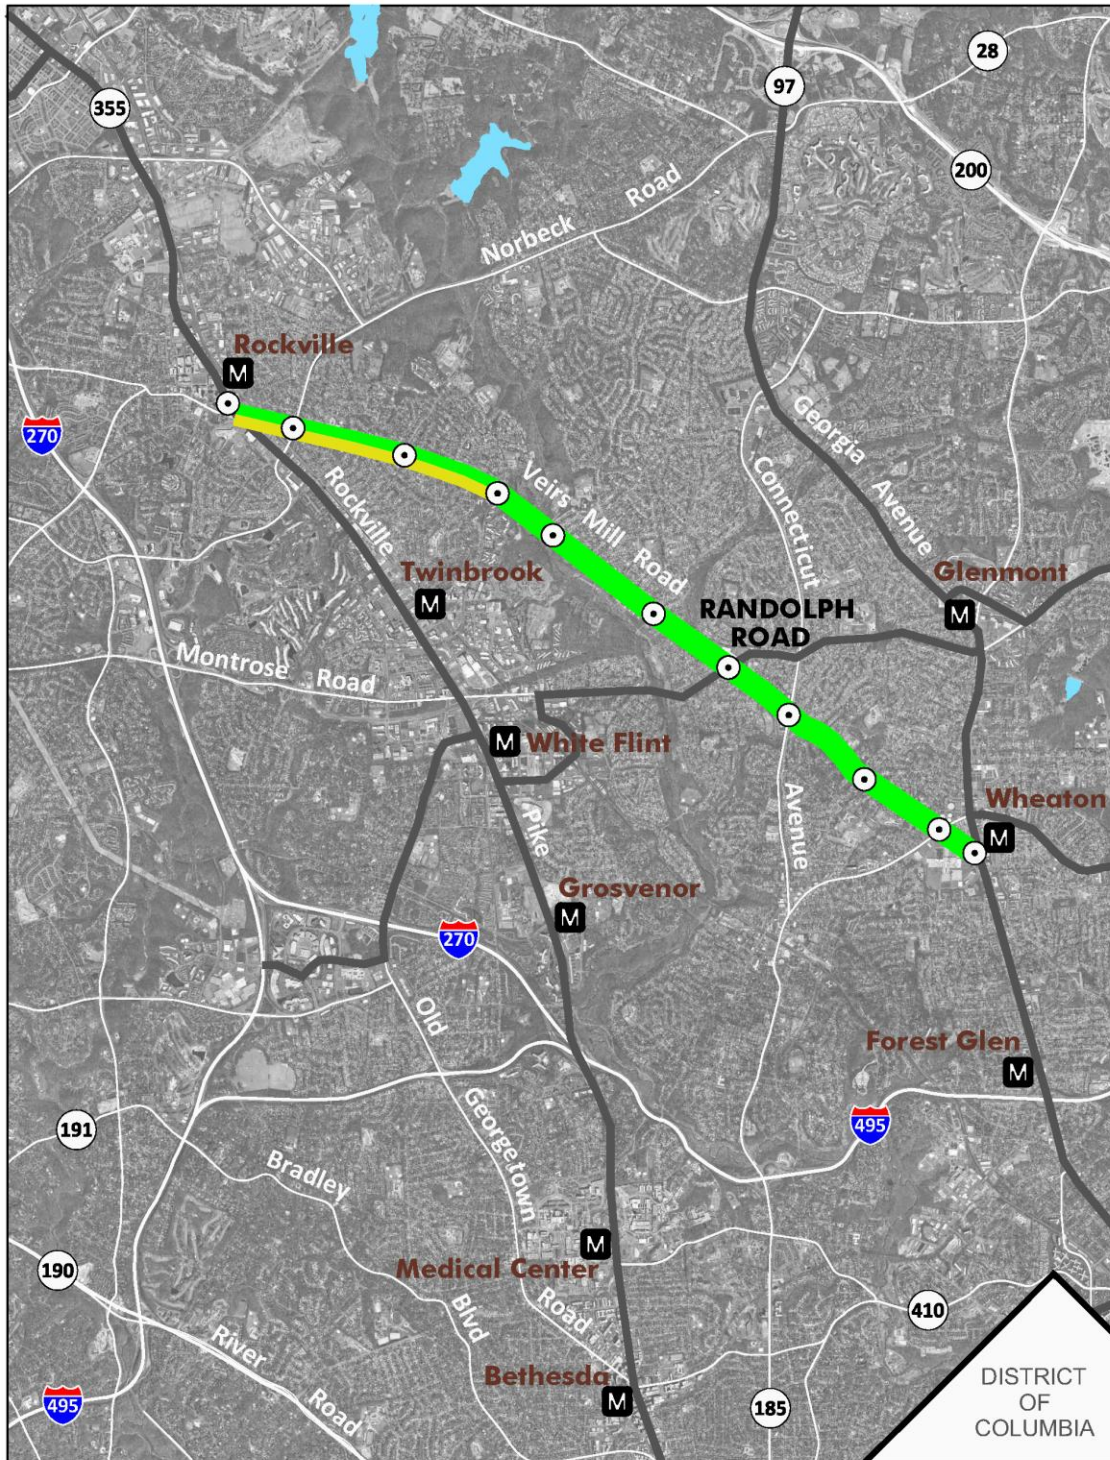 28
97
355
200
Norbeck Road
Rockville
M
270
Georgia Avenue
Veirs Mill Road
Connecticut Avenue
Rockville Pike
Twinbrook
M
Glenmont
M
RANDOLPH
ROAD
Montrose Road
M
White Flint
Wheaton
M
Grosvenor
M
270
Old Georgetown Road
Forest Glen
M
495
191
Bradley Blvd
M
Medical Center
190
River Road
410
Bethesda
M
495
185
DISTRICT
OF
COLUMBIA